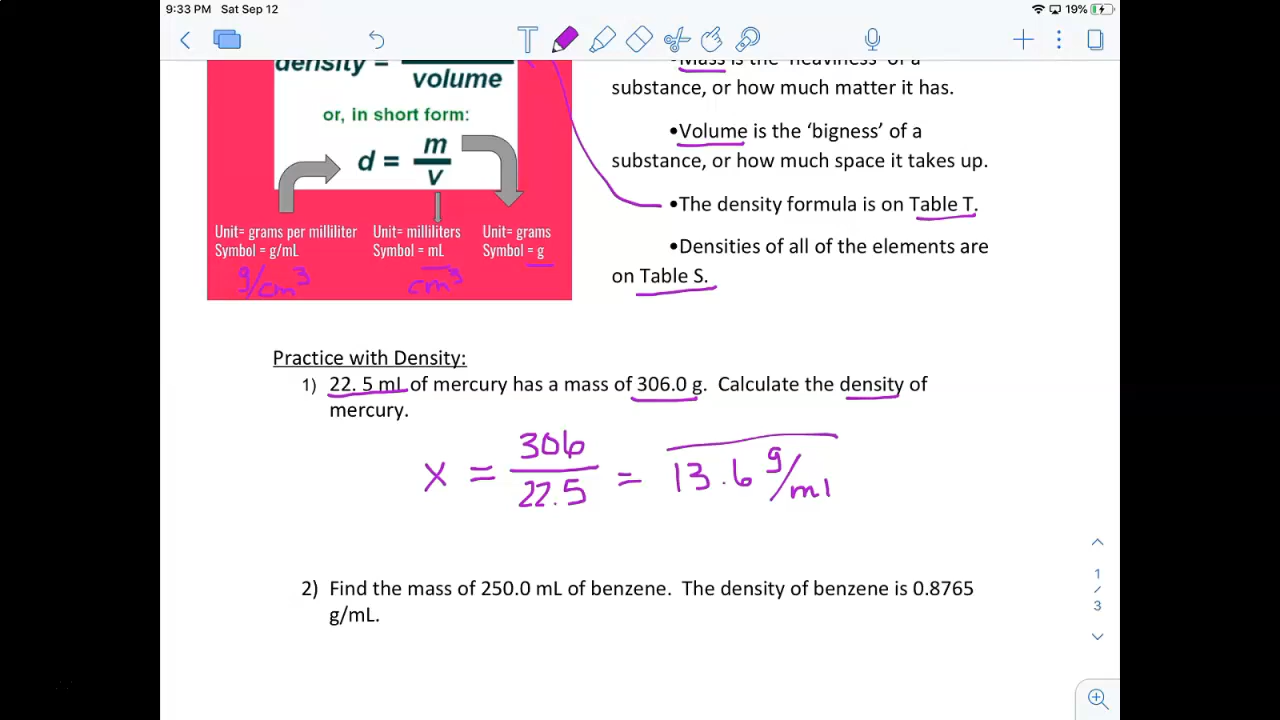 9:33 PM Sat Sep 12
19%
T
density =
volume
or, in short form:
d = m
v
Unit= grams per milliliter
Symbol = g/mL
g/cm³
Unit= milliliters
Symbol = mL
cm³
Unit= grams
Symbol = g
•Mass is the ‘heaviness’ of a
substance, or how much matter it has.
•Volume is the ‘bigness’ of a
substance, or how much space it takes up.
•The density formula is on Table T.
•Densities of all of the elements are
on Table S.
Practice with Density:
1) 22. 5 mL of mercury has a mass of 306.0 g. Calculate the density of
mercury.
x = 306 = 13.6 g/ml
22.5
2) Find the mass of 250.0 mL of benzene. The density of benzene is 0.8765
g/mL.
1
/
3